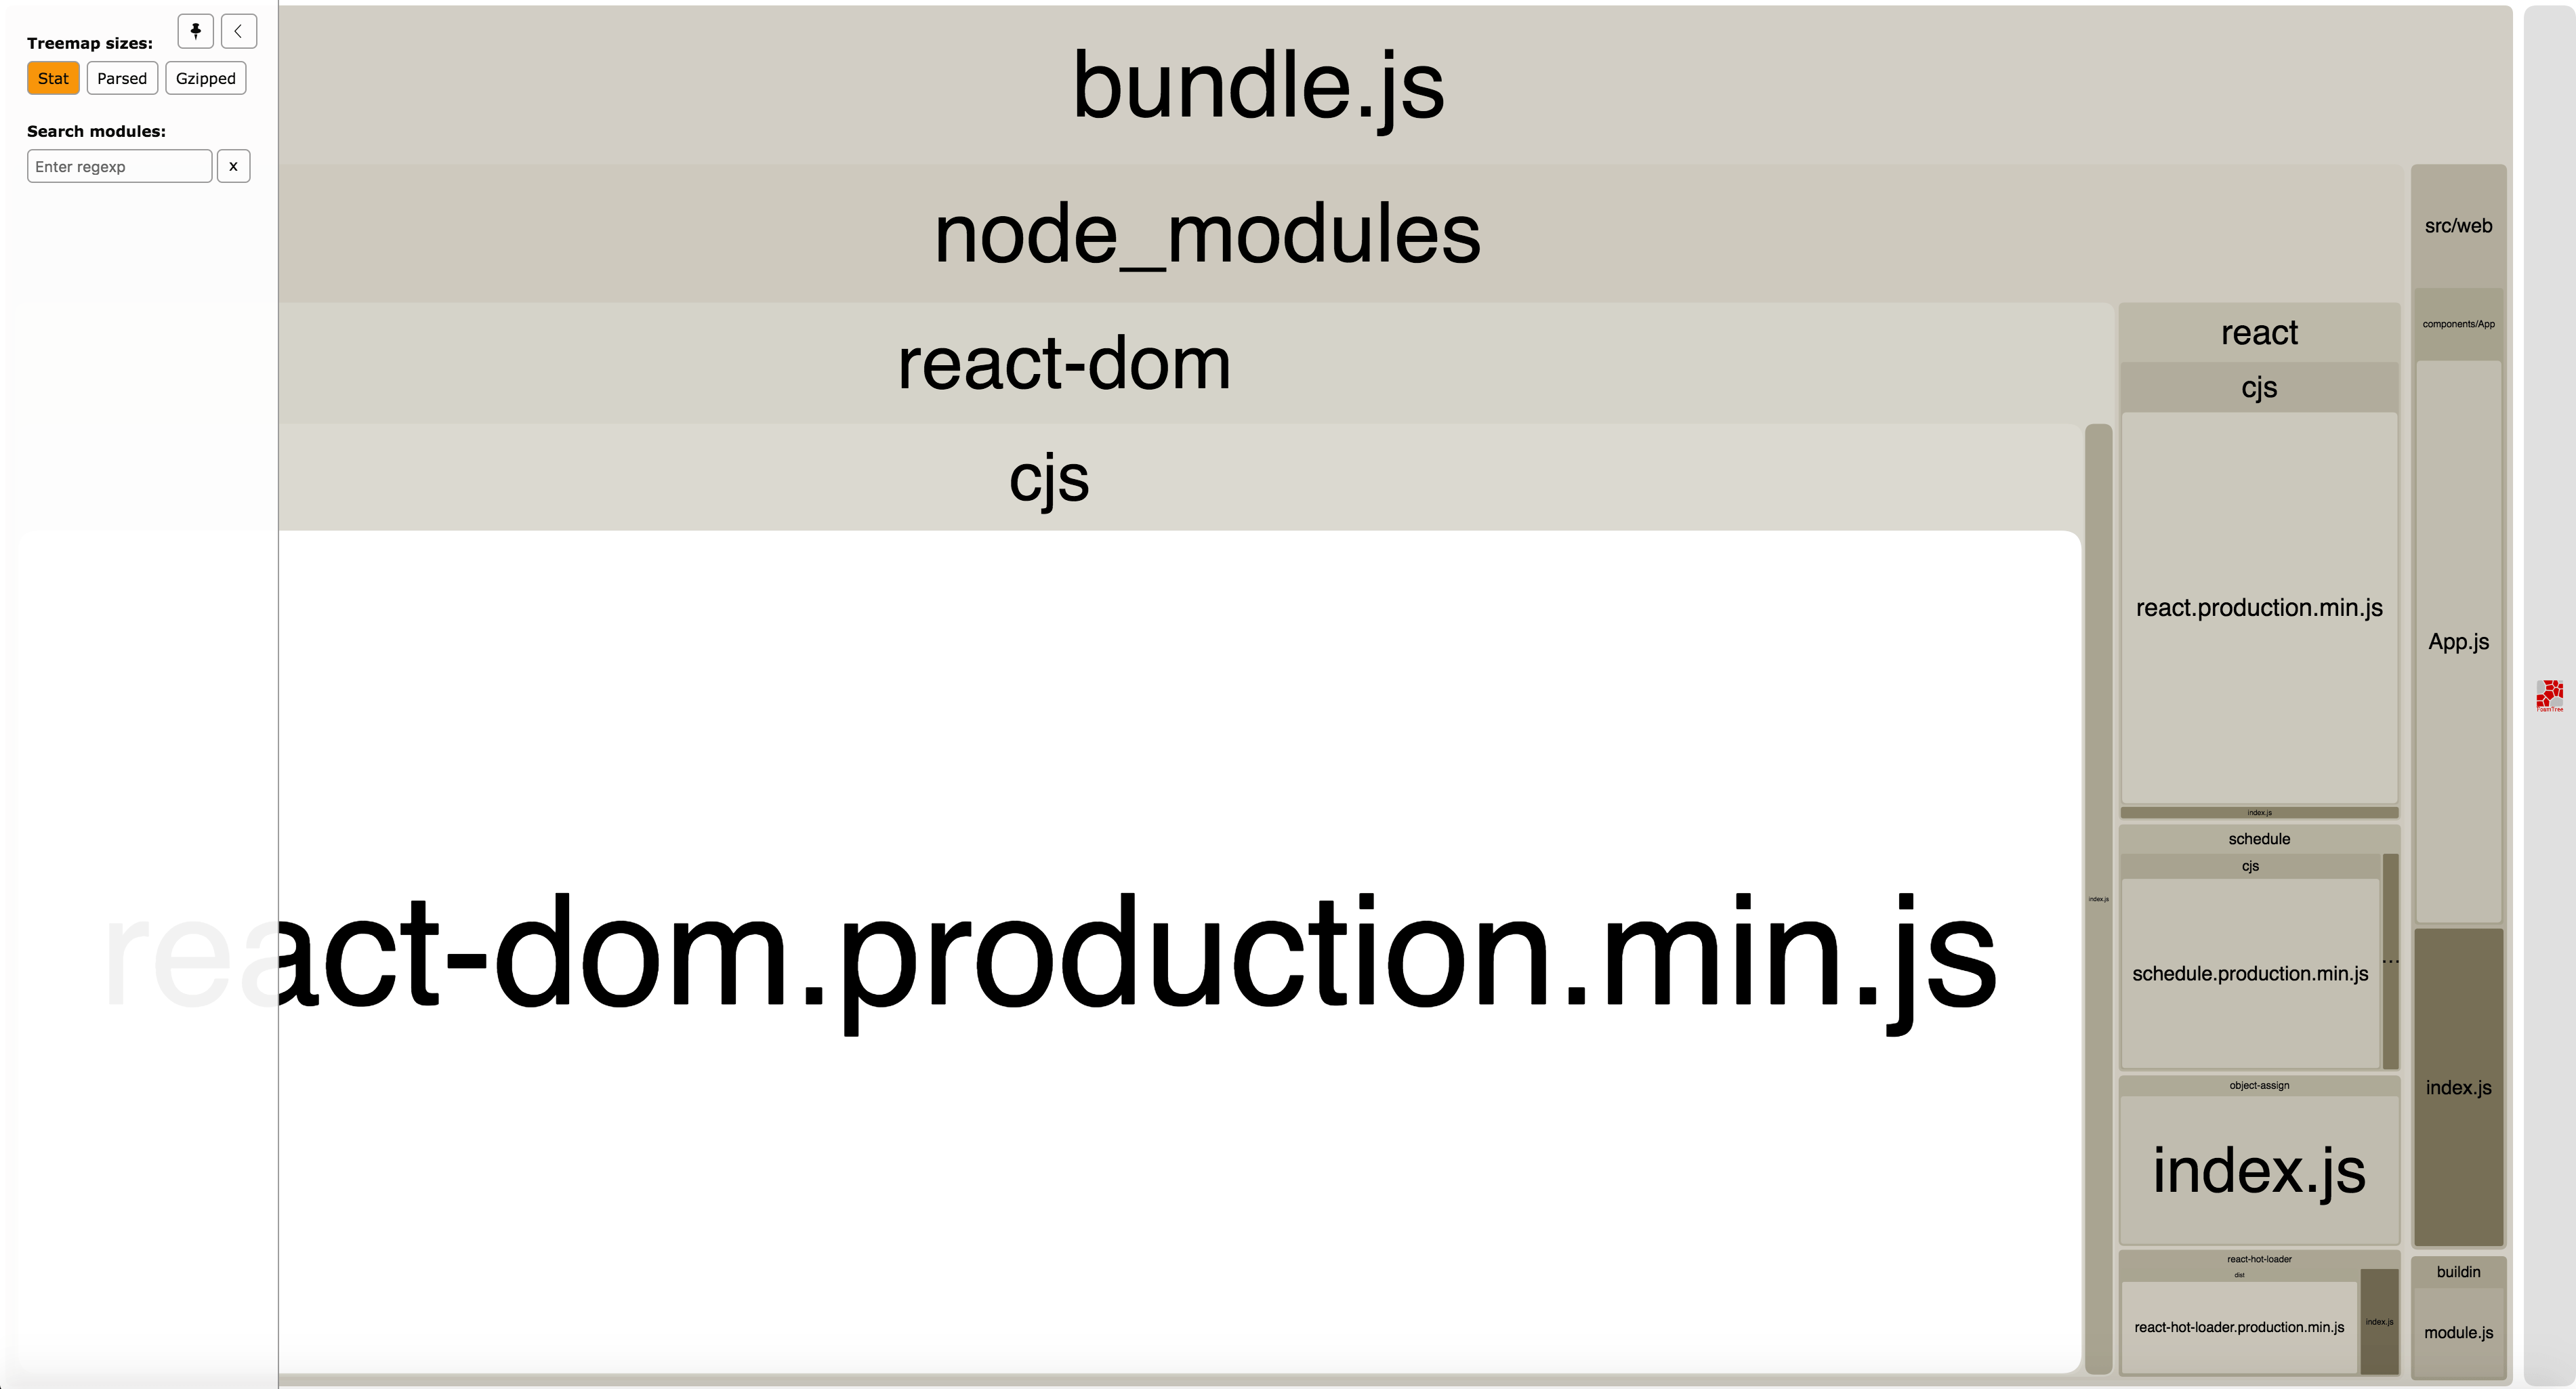 Treemap sizes:
Stat
Parsed
Gzipped
Search modules:
Enter regexp
x
bundle.js
node_modules
react-dom
cjs
react-dom.production.min.js
index.js
react
cjs
react.production.min.js
index.js
schedule
cjs
schedule.production.min.js
...
object-assign
index.js
react-hot-loader
dist
react-hot-loader.production.min.js
index.js
src/web
components/App
App.js
index.js
buildin
module.js
FoamTree